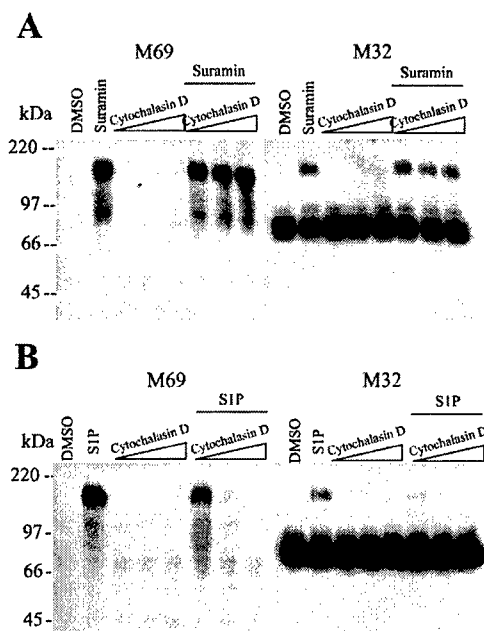 A
M69
M32
Suramin
Suramin
kDa
DMSO
Suramin
Cytochalasin D
Cytochalasin D
DMSO
Suramin
Cytochalasin D
Cytochalasin D
220 --
97 --
66 --
45 --
B
M69
M32
S1P
S1P
kDa
DMSO
S1P
Cytochalasin D
Cytochalasin D
DMSO
S1P
Cytochalasin D
Cytochalasin D
220 --
97 --
66 --
45 --